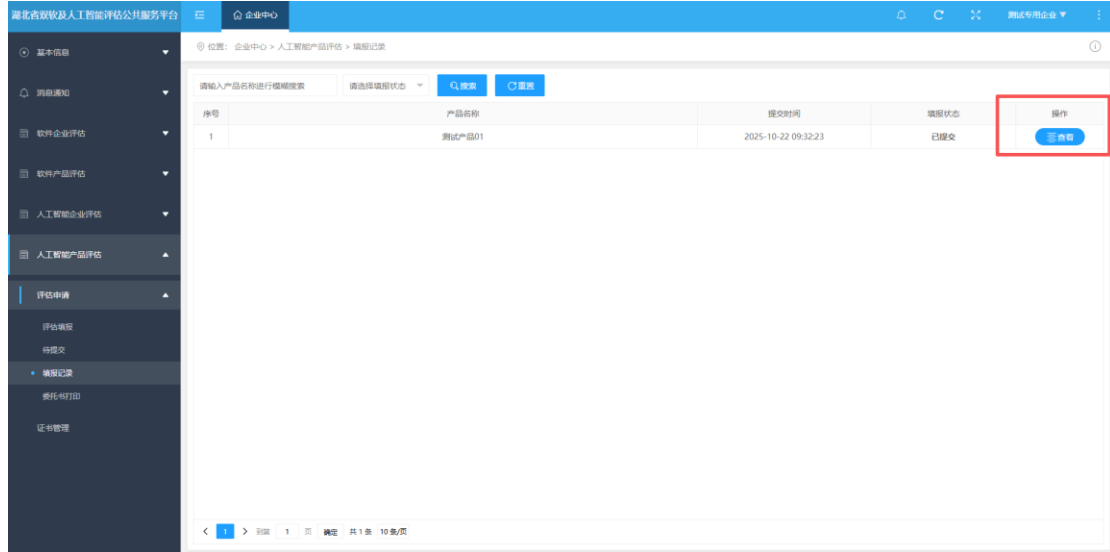 湖北省双软及人工智能评估公共服务平台 企业中心 测试专用企业
位置: 企业中心 > 人工智能产品评估 > 填报记录
基本信息
消息通知
软件企业评估
软件产品评估
人工智能企业评估
人工智能产品评估
评估申请
评估填报
待提交
填报记录
委托书打印
证书管理
请输入产品名称进行模糊搜索 请选择填报状态 搜索 重置
序号 产品名称 提交时间 填报状态 操作
1 测试产品01 2025-10-22 09:32:23 已提交 查看
1 到第 1 页 确定 共 1 条 10 条/页